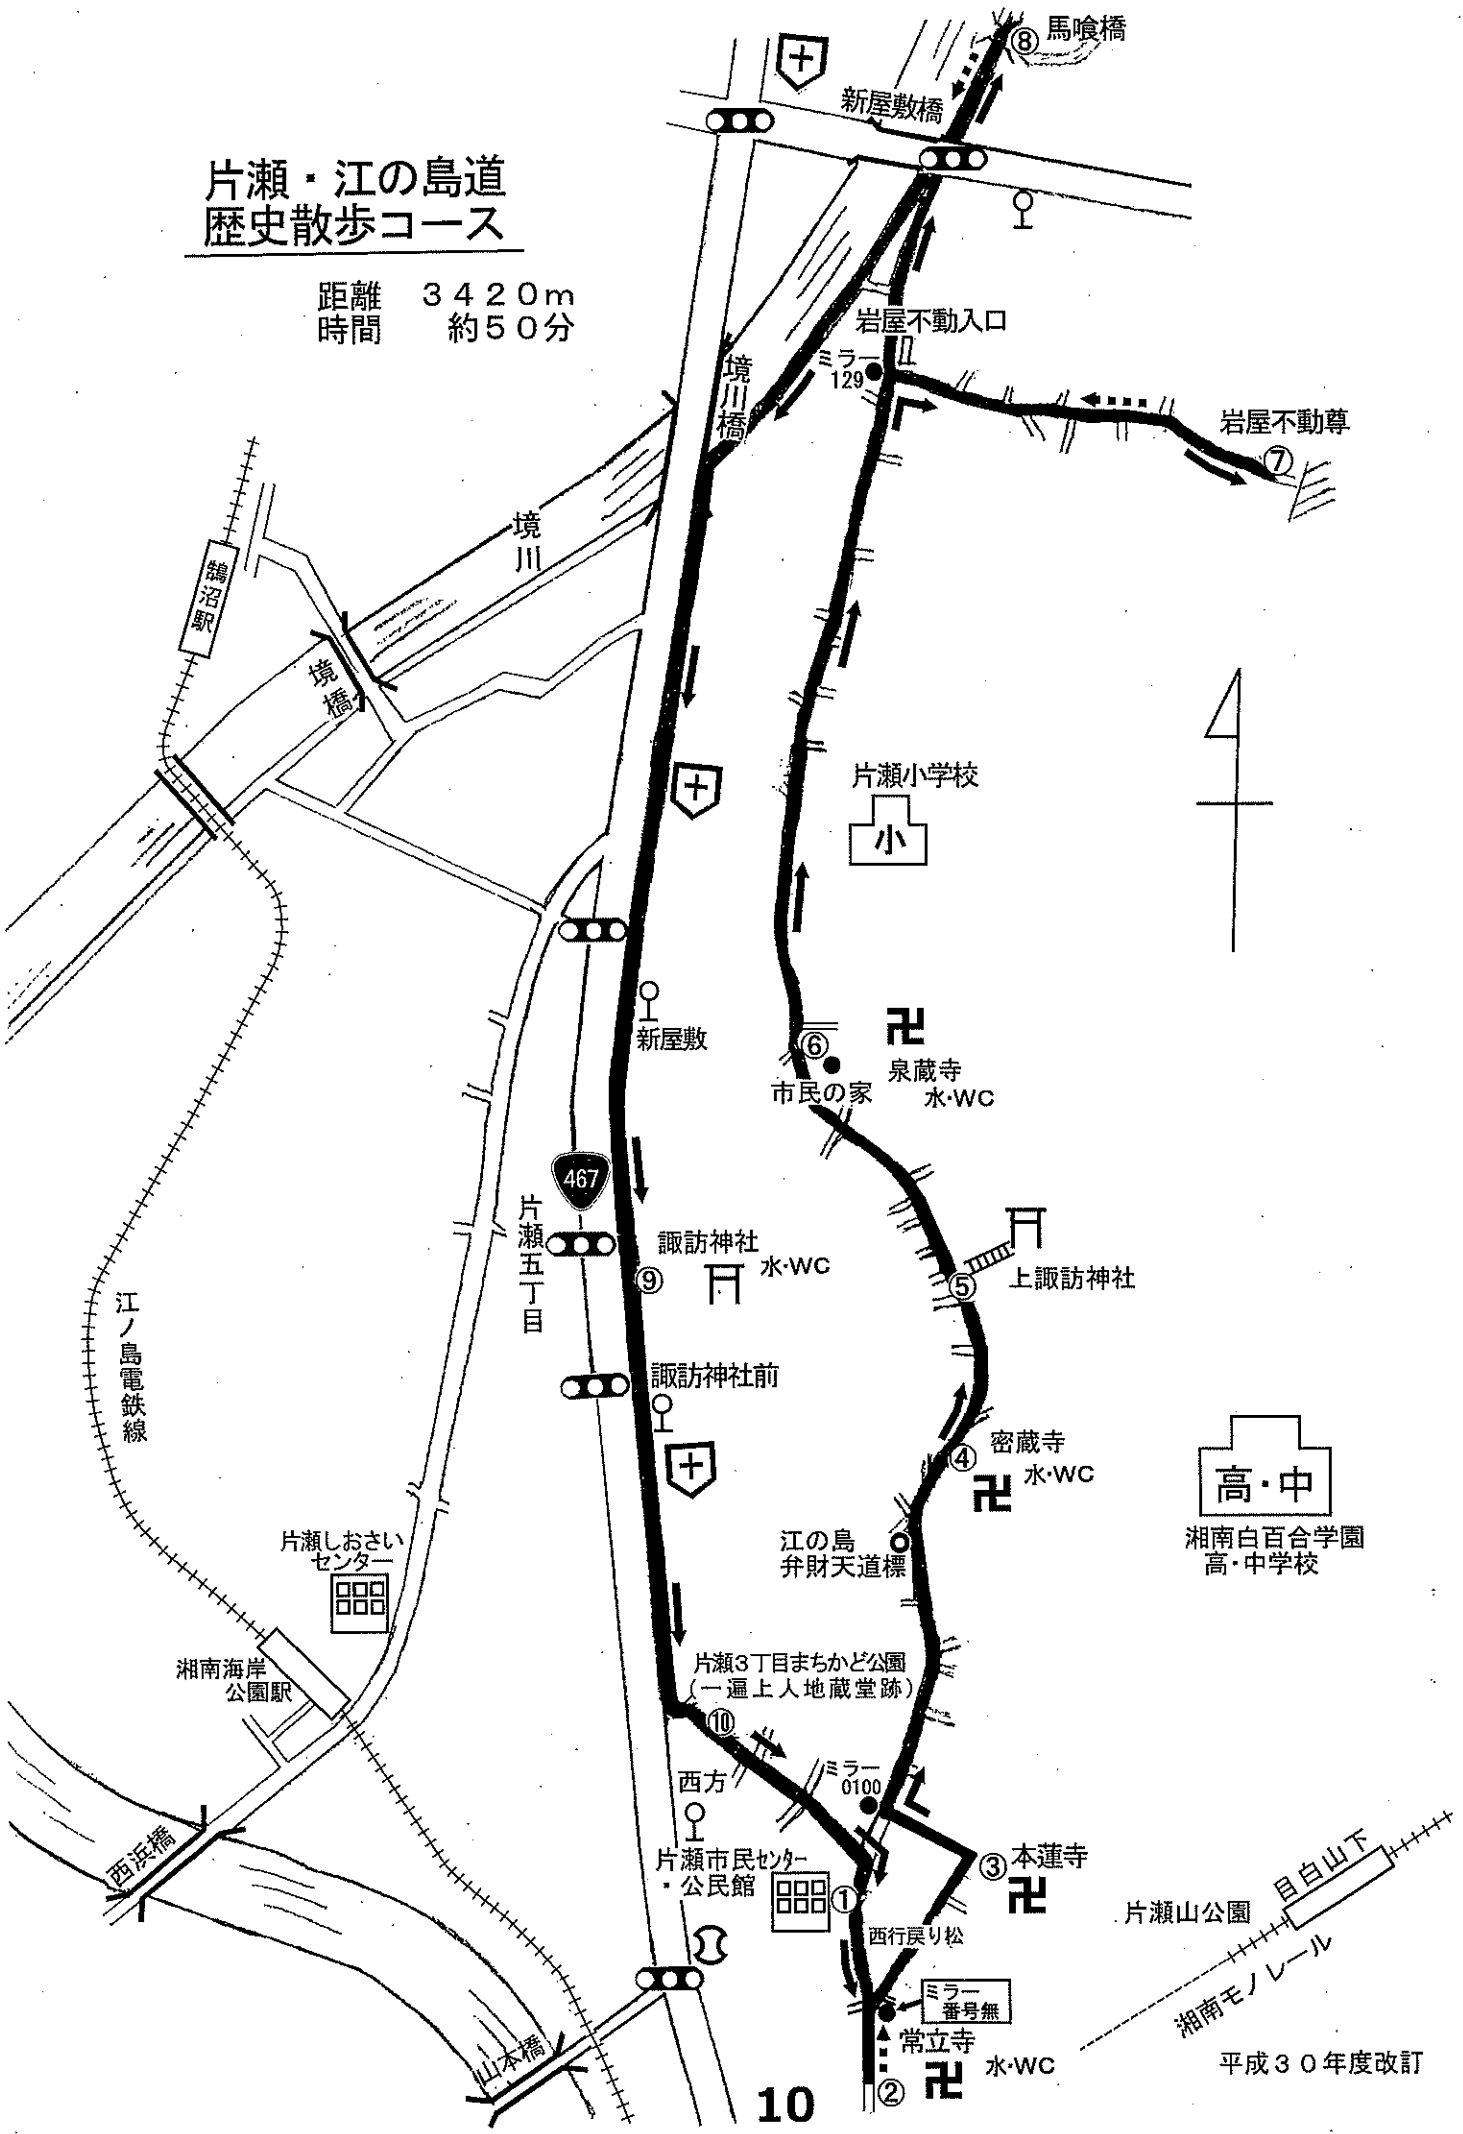 ⑧ 馬喰橋
新屋敷橋
片瀬・江の島道
歴史散歩コース
距離 ３４２０ｍ
時間 約５０分
岩屋不動入口
ミラー
129
境川橋
岩屋不動尊
⑦
境川
鵠沼駅
境橋
片瀬小学校
小
新屋敷
⑥
市民の家
泉蔵寺
水・WC
467
片瀬五丁目
諏訪神社
水・WC
⑨
上諏訪神社
⑤
江ノ島電鉄線
諏訪神社前
密蔵寺
④
水・WC
高・中
湘南白百合学園
高・中学校
江の島
弁財天道標
片瀬しおさい
センター
湘南海岸
公園駅
片瀬３丁目まちかど公園
（一遍上人地蔵堂跡）
⑩
西方
ミラー
0100
西浜橋
片瀬市民センター
・公民館
①
③ 本蓮寺
西行戻り松
目白山下
片瀬山公園
湘南モノレール
ミラー
番号無
常立寺
水・WC
②
山本橋
平成３０年度改訂
10